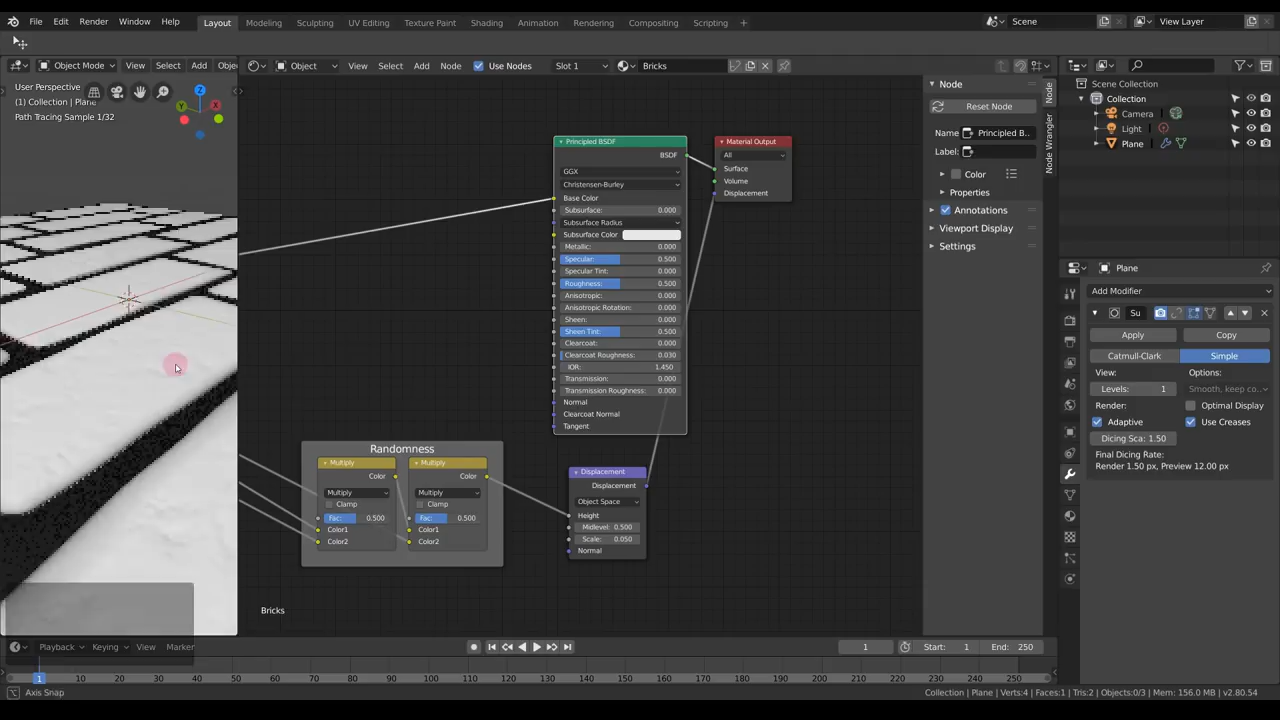 File Edit Render Window Help Layout Modeling Sculpting UV Editing Texture Paint Shading Animation Rendering Compositing Scripting + Scene View Layer
Object Mode View Select Add Obje
Object View Select Add Node Use Nodes Slot 1 Bricks
User Perspective
(1) Collection | Plane
Path Tracing Sample 1/32
Z
Y
X
Principled BSDF
BSDF
GGX
Christensen-Burley
Base Color
Subsurface: 0.000
Subsurface Radius
Subsurface Color
Metallic: 0.000
Specular: 0.500
Specular Tint: 0.000
Roughness: 0.500
Anisotropic: 0.000
Anisotropic Rotation: 0.000
Sheen: 0.000
Sheen Tint: 0.500
Clearcoat: 0.000
Clearcoat Roughness: 0.030
IOR: 1.450
Transmission: 0.000
Transmission Roughness: 0.000
Normal
Clearcoat Normal
Tangent
Material Output
All
Surface
Volume
Displacement
Randomness
Multiply
Color
Multiply
Clamp
Fac: 0.500
Color1
Color2
Multiply
Color
Multiply
Clamp
Fac: 0.500
Color1
Color2
Displacement
Displacement
Object Space
Height
Midlevel: 0.500
Scale: 0.050
Normal
Bricks
Node
Reset Node
Name: Principled B...
Label:
Color
Properties
Annotations
Viewport Display
Settings
Node
Node Wrangler
Scene Collection
Collection
Camera
Light
Plane
Plane
Add Modifier
Su
Apply Copy
Catmull-Clark Simple
View: Options:
Levels: 1 Smooth, keep co...
Render: Optimal Display
Adaptive Use Creases
Dicing Sca: 1.50
Final Dicing Rate:
Render 1.50 px, Preview 12.00 px
Playback Keying View Marker 1 Start: 1 End: 250
1 10 20 30 40 50 60 70 80 90 100 110 120 130 140 150 160 170 180 190 200 210 220 230 240 250
Axis Snap Collection | Plane | Verts:4 | Faces:1 | Tris:2 | Objects:0/3 | Mem: 156.0 MB | v2.80.54